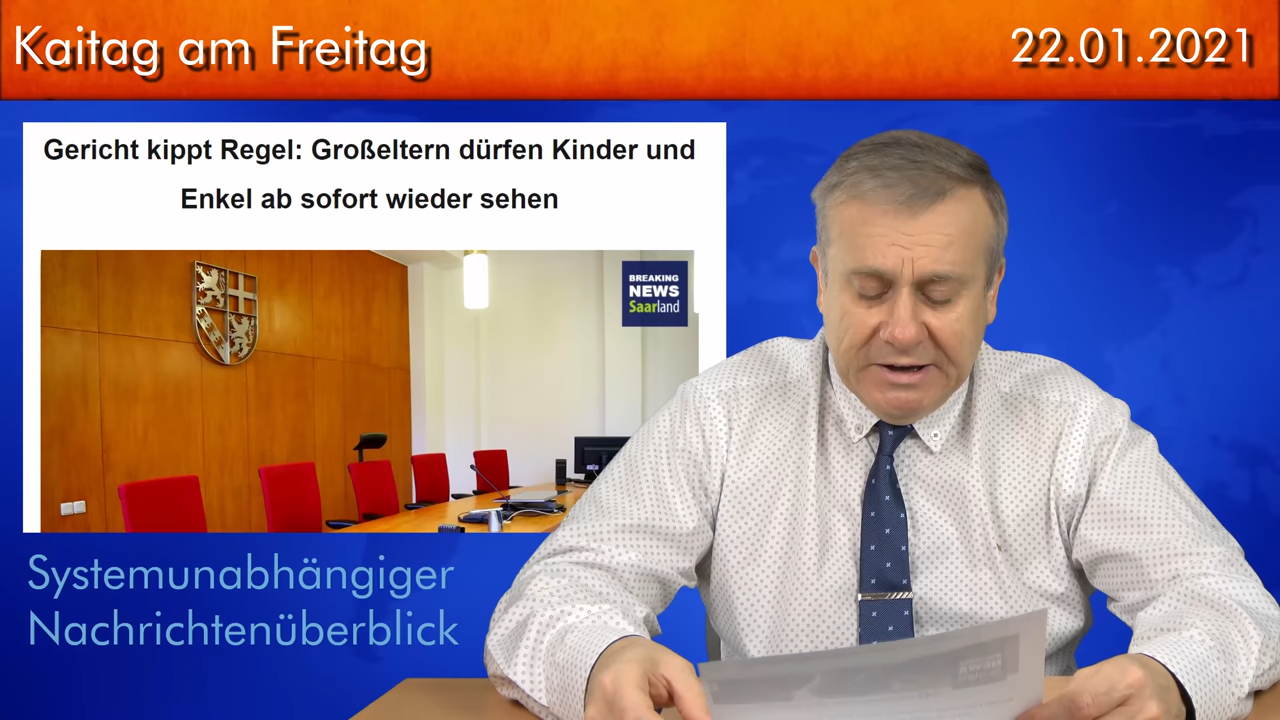 Kaitag am Freitag
22.01.2021
Gericht kippt Regel: Großeltern dürfen Kinder und
Enkel ab sofort wieder sehen
BREAKING
NEWS
Saarland
Systemunabhängiger
Nachrichtenüberblick